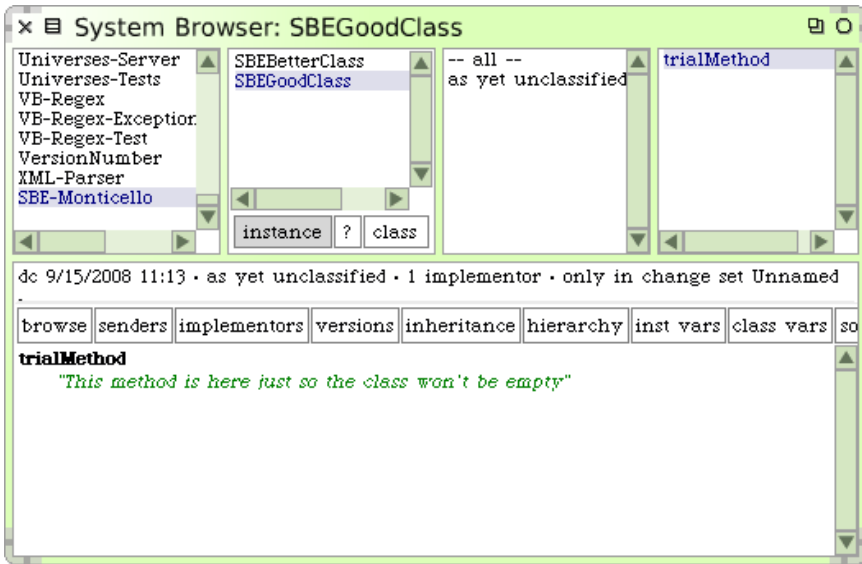 System Browser: SBEGoodClass
Universes-Server
Universes-Tests
VB-Regex
VB-Regex-Exception
VB-Regex-Test
VersionNumber
XML-Parser
SBE-Monticello
SBEBetterClass
SBEGoodClass
instance ? class
-- all --
as yet unclassified
trialMethod
dc 9/15/2008 11:13 · as yet unclassified · 1 implementor · only in change set Unnamed
browse senders implementors versions inheritance hierarchy inst vars class vars so
trialMethod
"This method is here just so the class won't be empty"